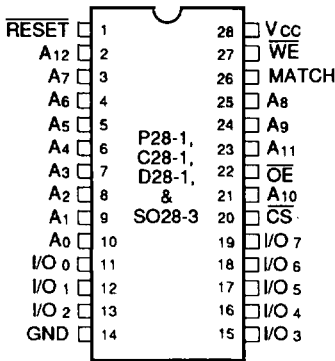 RESET 1 28 Vcc
A12 2 27 WE
A7 3 26 MATCH
A6 4 25 A8
A5 5 24 A9
A4 6 23 A11
A3 7 22 OE
A2 8 21 A10
A1 9 20 CS
A0 10 19 I/O 7
I/O 0 11 18 I/O 6
I/O 1 12 17 I/O 5
I/O 2 13 16 I/O 4
GND 14 15 I/O 3
P28-1,
C28-1,
D28-1,
&
SO28-3